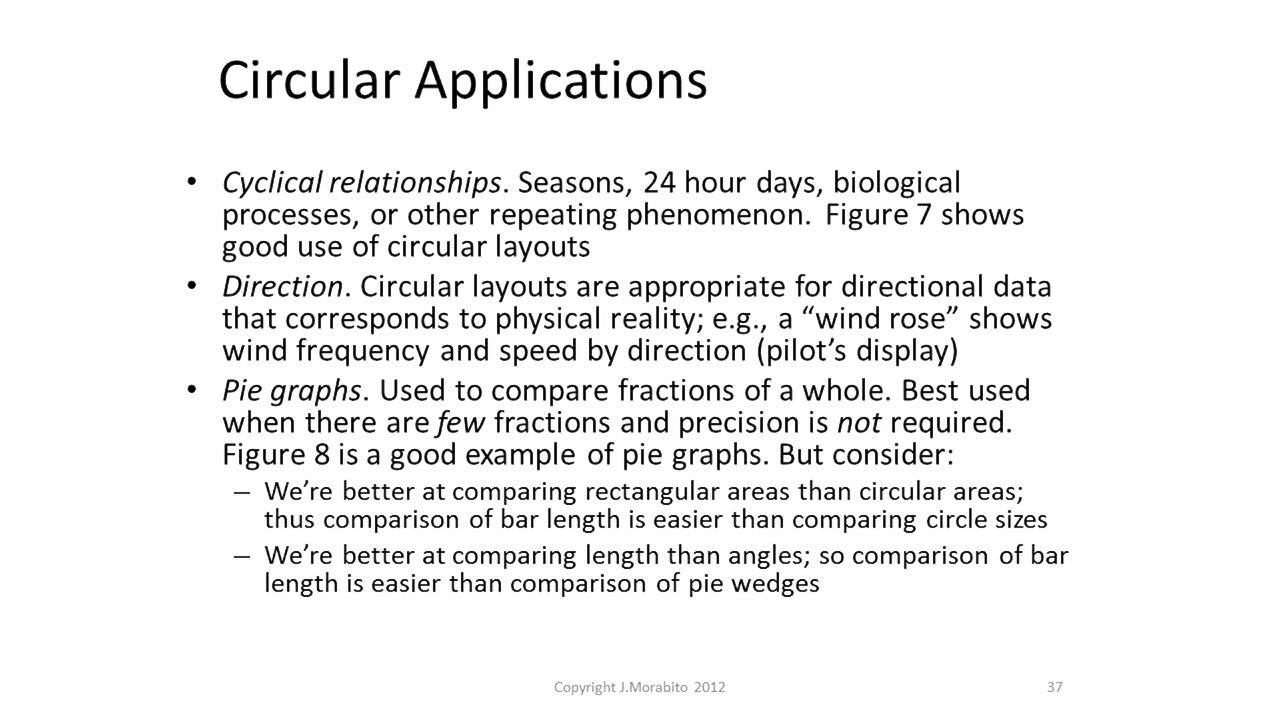 Circular Applications
• Cyclical relationships. Seasons, 24 hour days, biological
processes, or other repeating phenomenon. Figure 7 shows
good use of circular layouts
• Direction. Circular layouts are appropriate for directional data
that corresponds to physical reality; e.g., a “wind rose” shows
wind frequency and speed by direction (pilot’s display)
• Pie graphs. Used to compare fractions of a whole. Best used
when there are few fractions and precision is not required.
Figure 8 is a good example of pie graphs. But consider:
– We’re better at comparing rectangular areas than circular areas;
thus comparison of bar length is easier than comparing circle sizes
– We’re better at comparing length than angles; so comparison of bar
length is easier than comparison of pie wedges
Copyright J.Morabito 2012
37